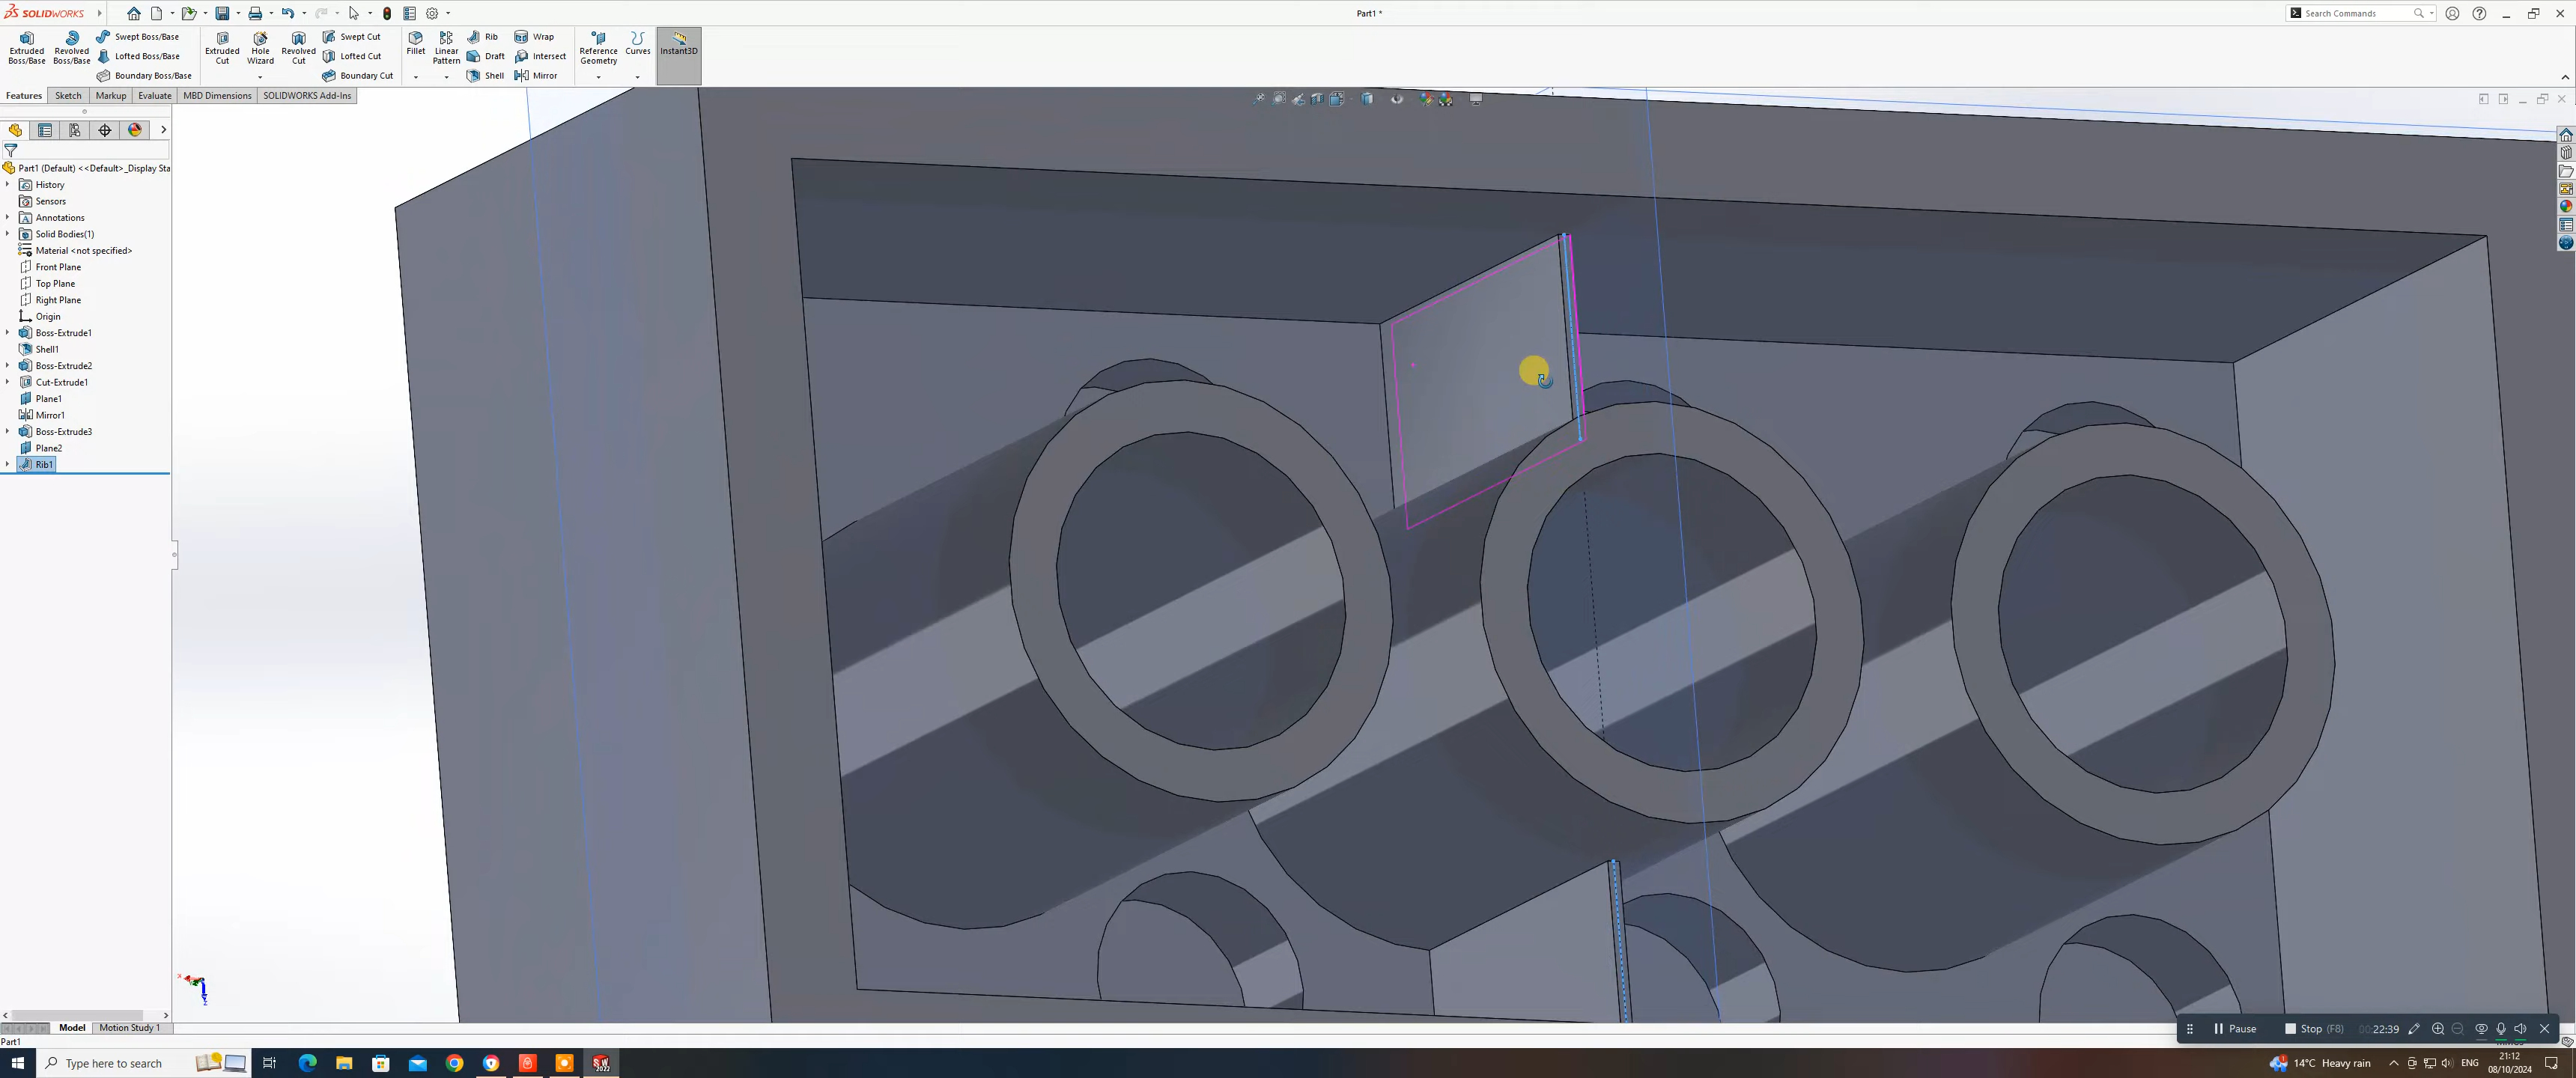 SOLIDWORKS
Part1 *
Search Commands
Extruded Boss/Base
Revolved Boss/Base
Swept Boss/Base
Lofted Boss/Base
Boundary Boss/Base
Extruded Cut
Hole Wizard
Revolved Cut
Swept Cut
Lofted Cut
Boundary Cut
Fillet
Linear Pattern
Rib
Draft
Shell
Wrap
Intersect
Mirror
Reference Geometry
Curves
Instant3D
Features
Sketch
Markup
Evaluate
MBD Dimensions
SOLIDWORKS Add-Ins
Part1 (Default) <<Default>_Display Sta
History
Sensors
Annotations
Solid Bodies(1)
Material <not specified>
Front Plane
Top Plane
Right Plane
Origin
Boss-Extrude1
Shell1
Boss-Extrude2
Cut-Extrude1
Plane1
Mirror1
Boss-Extrude3
Plane2
Rib1
Model
Motion Study 1
Part1
Pause
Stop (F8)
00:22:39
Type here to search
14°C Heavy rain
ENG
21:12
08/10/2024